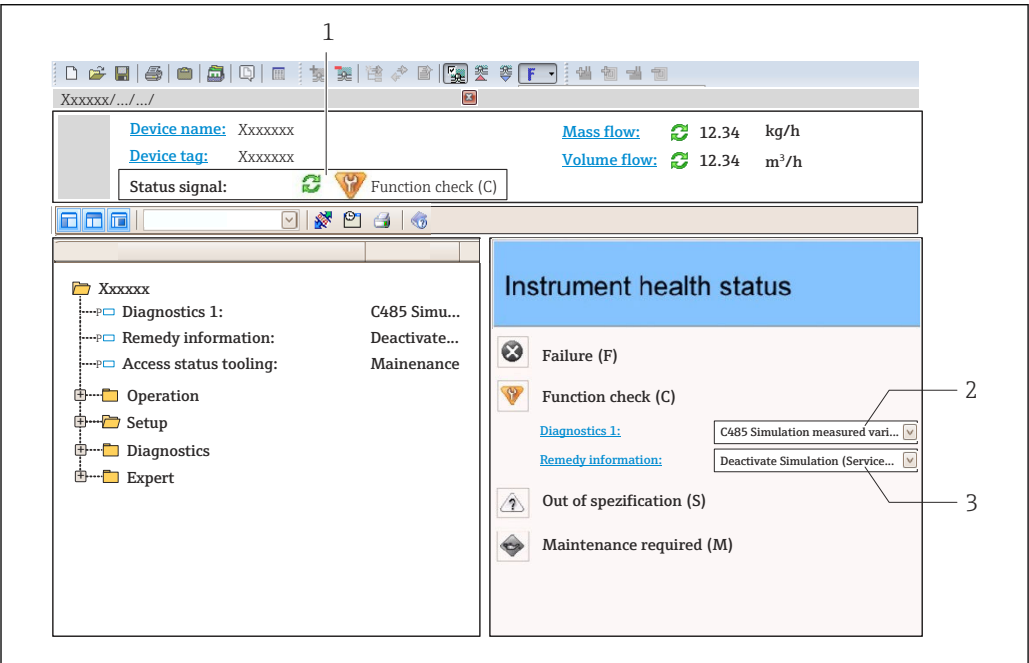 1
F
Xxxxxx/.../.../
Device name: Xxxxxxx
Mass flow: 12.34 kg/h
Device tag: Xxxxxxx
Volume flow: 12.34 m³/h
Status signal: Function check (C)
Xxxxxx
Diagnostics 1: C485 Simu...
Remedy information: Deactivate...
Access status tooling: Mainenance
Operation
Setup
Diagnostics
Expert
Instrument health status
Failure (F)
Function check (C)
2
Diagnostics 1: C485 Simulation measured vari...
Remedy information: Deactivate Simulation (Service...
3
Out of spezification (S)
Maintenance required (M)